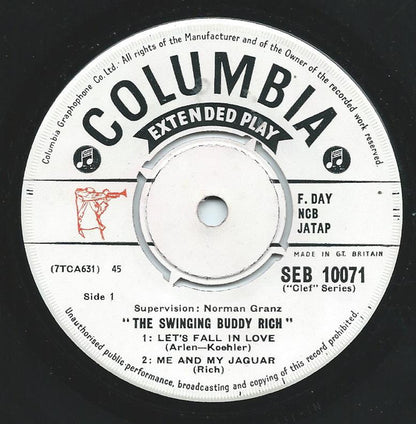 Columbia Graphophone Co. Ltd. All rights of the Manufacturer and of the Owner of the recorded work reserved.
COLUMBIA
EXTENDED PLAY
F. DAY
NCB
JATAP
MADE IN GT. BRITAIN
(7TCA631) 45
SEB 10071
("Clef" Series)
Side 1
Supervision: Norman Granz
"THE SWINGING BUDDY RICH"
1: LET'S FALL IN LOVE
(Arlen—Koehler)
2: ME AND MY JAGUAR
(Rich)
Unauthorised public performance, broadcasting and copying of this record prohibited.